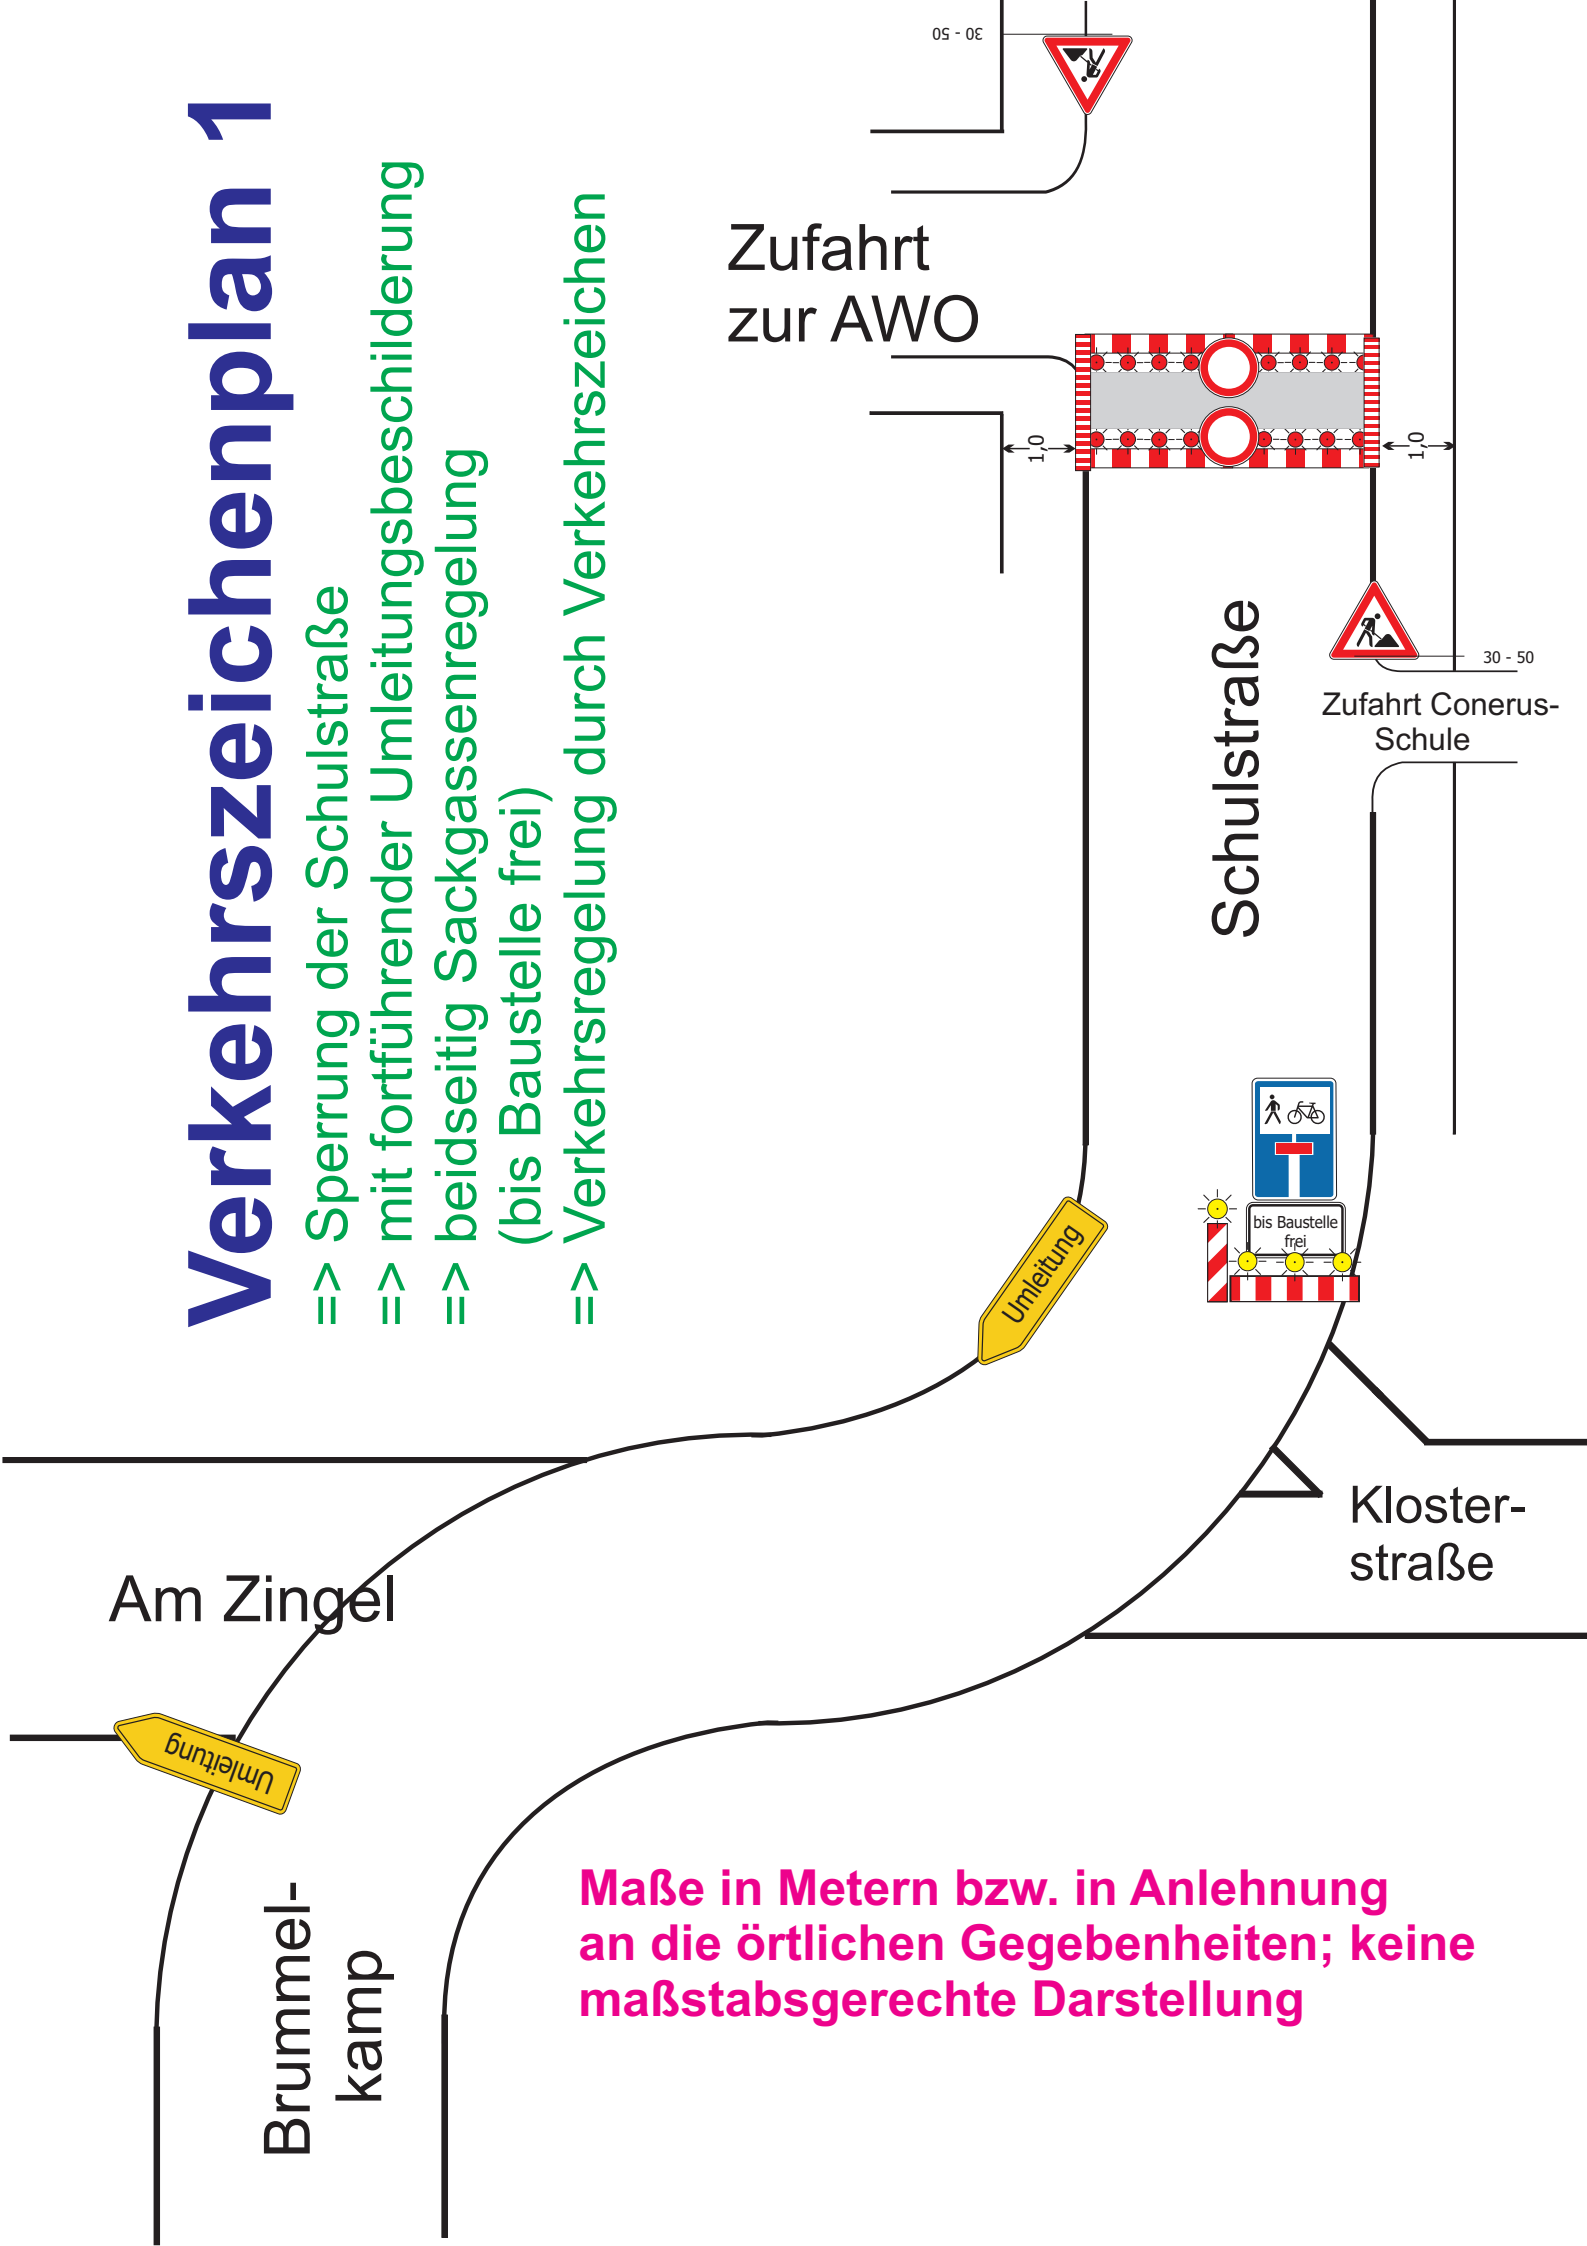 Verkehrszeichenplan 1
=> Sperrung der Schulstraße
=> mit fortführender Umleitungsbeschilderung
=> beidseitig Sackgassenregelung
(bis Baustelle frei)
=> Verkehrsregelung durch Verkehrszeichen
30 - 50
Zufahrt
zur AWO
1,0
1,0
Schulstraße
30 - 50
Zufahrt Conerus-
Schule
bis Baustelle
frei
Umleitung
Kloster-
straße
Am Zingel
Umleitung
Brummel-
kamp
Maße in Metern bzw. in Anlehnung
an die örtlichen Gegebenheiten; keine
maßstabsgerechte Darstellung